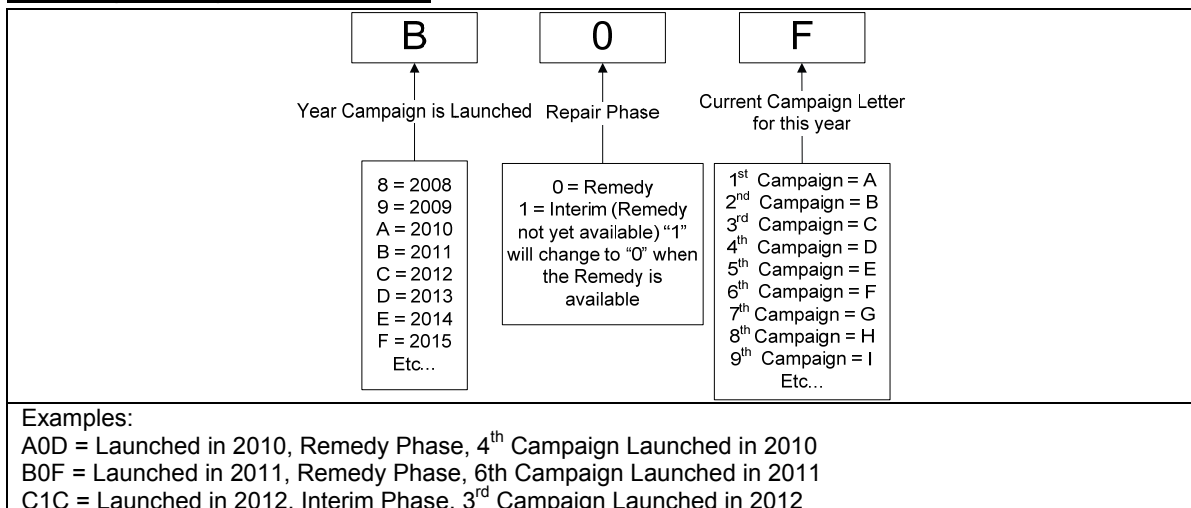 B
0
F
Year Campaign is Launched
Repair Phase
Current Campaign Letter
for this year
8 = 2008
9 = 2009
A = 2010
B = 2011
C = 2012
D = 2013
E = 2014
F = 2015
Etc...
0 = Remedy
1 = Interim (Remedy
not yet available) “1”
will change to “0” when
the Remedy is
available
1st Campaign = A
2nd Campaign = B
3rd Campaign = C
4th Campaign = D
5th Campaign = E
6th Campaign = F
7th Campaign = G
8th Campaign = H
9th Campaign = I
Etc...
Examples:
A0D = Launched in 2010, Remedy Phase, 4th Campaign Launched in 2010
B0F = Launched in 2011, Remedy Phase, 6th Campaign Launched in 2011
C1C = Launched in 2012, Interim Phase, 3rd Campaign Launched in 2012